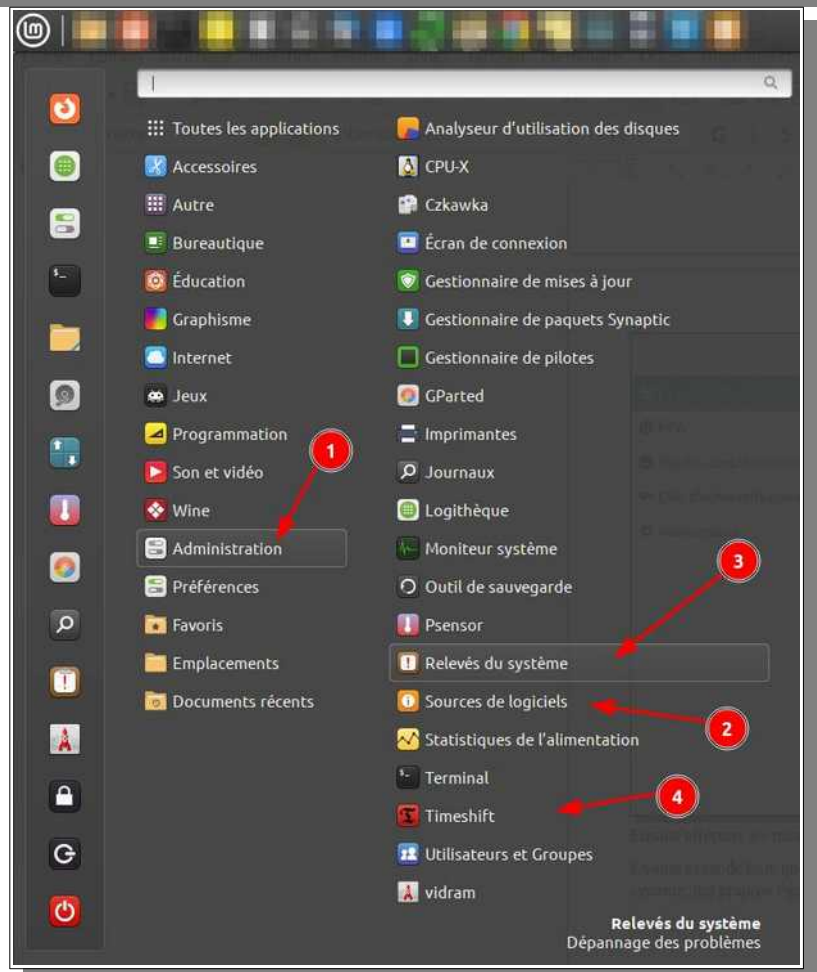 Toutes les applications
Accessoires
Autre
Bureautique
Éducation
Graphisme
Internet
Jeux
Programmation
Son et vidéo
Wine
Administration
Préférences
Favoris
Emplacements
Documents récents
1
Analyseur d'utilisation des disques
CPU-X
Czkawka
Écran de connexion
Gestionnaire de mises à jour
Gestionnaire de paquets Synaptic
Gestionnaire de pilotes
GParted
Imprimantes
Journaux
Logithèque
Moniteur système
Outil de sauvegarde
Psensor
Relevés du système
Sources de logiciels
Statistiques de l'alimentation
Terminal
Timeshift
Utilisateurs et Groupes
vidram
3
2
4
Relevés du système
Dépannage des problèmes